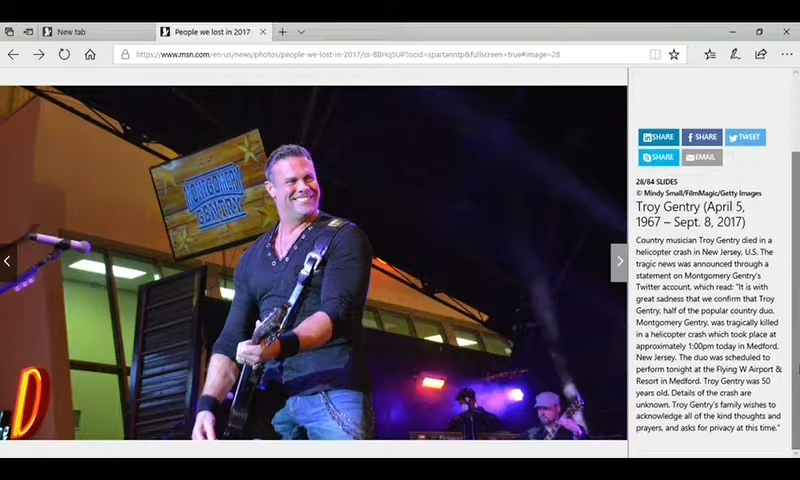 New tab
People we lost in 2017
https://www.msn.com/en-us/news/photos/people-we-lost-in-2017/ss-BBHq5UP?ocid=spartanntp&fullscreen=true#image=28
MONTGOMERY
GENTRY
D
SHARE SHARE TWEET
SHARE EMAIL
28/84 SLIDES
© Mindy Small/FilmMagic/Getty Images
Troy Gentry (April 5,
1967 – Sept. 8, 2017)
Country musician Troy Gentry died in a
helicopter crash in New Jersey, U.S. The
tragic news was announced through a
statement on Montgomery Gentry's
Twitter account, which read: "It is with
great sadness that we confirm that Troy
Gentry, half of the popular country duo,
Montgomery Gentry, was tragically killed
in a helicopter crash which took place at
approximately 1:00pm today in Medford,
New Jersey. The duo was scheduled to
perform tonight at the Flying W Airport &
Resort in Medford. Troy Gentry was 50
years old. Details of the crash are
unknown. Troy Gentry's family wishes to
acknowledge all of the kind thoughts and
prayers, and asks for privacy at this time."